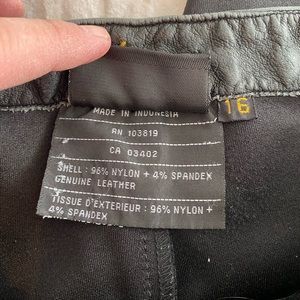 MADE IN INDONESIA
16
RN 103819
CA 03402
SHELL : 96% NYLON + 4% SPANDEX
GENUINE LEATHER
TISSUE D'EXTERIEUR : 96% NYLON +
4% SPANDEX